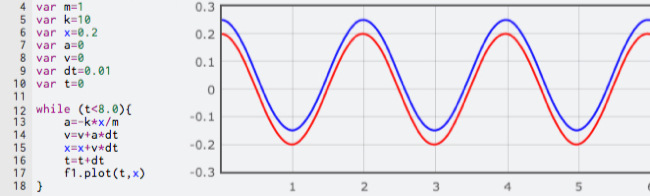 4 var m=1
5 var k=10
6 var x=0.2
7 var a=0
8 var v=0
9 var dt=0.01
10 var t=0
11
12 while (t<8.0){
13 a=-k*x/m
14 v=v+a*dt
15 x=x+v*dt
16 t=t+dt
17 f1.plot(t,x)
18 }
0.3
0.2
0.1
0
-0.1
-0.2
-0.3
1 2 3 4 5